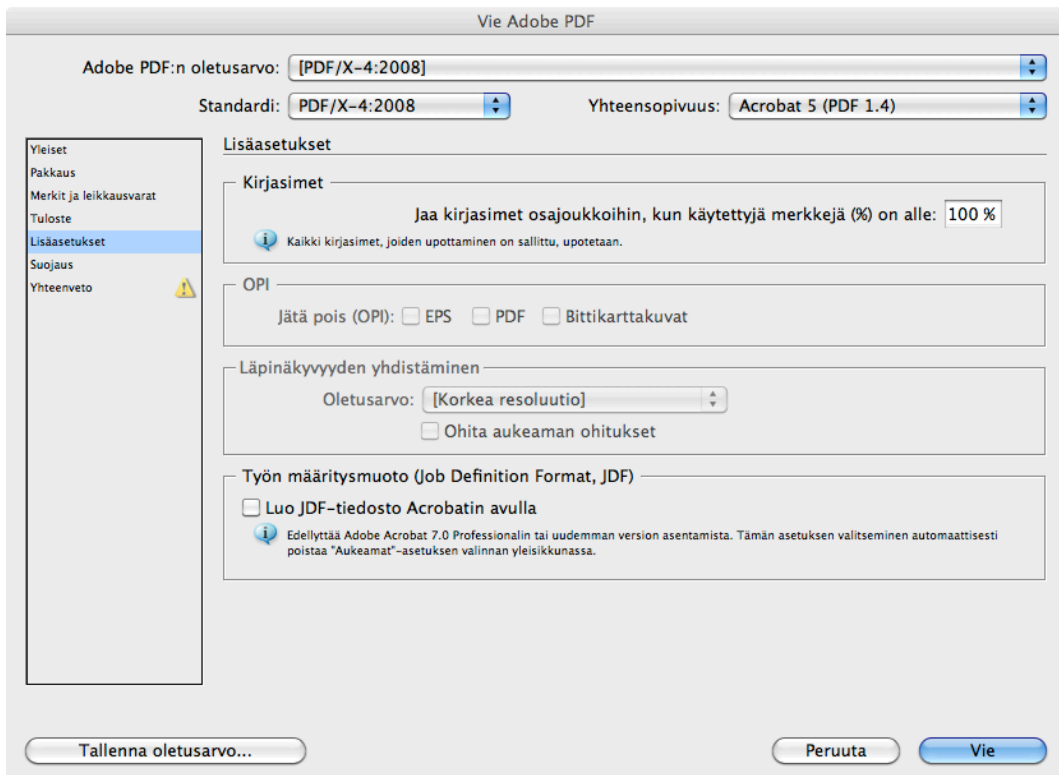 Vie Adobe PDF
Adobe PDF:n oletusarvo: [PDF/X-4:2008]
Standardi: PDF/X-4:2008 Yhteensopivuus: Acrobat 5 (PDF 1.4)
Yleiset
Pakkaus
Merkit ja leikkausvarat
Tuloste
Lisäasetukset
Suojaus
Yhteenveto
Lisäasetukset
Kirjasimet
Jaa kirjasimet osajoukkoihin, kun käytettyjä merkkejä (%) on alle: 100 %
Kaikki kirjasimet, joiden upottaminen on sallittu, upotetaan.
OPI
Jätä pois (OPI): EPS PDF Bittikarttakuvat
Läpinäkyvyyden yhdistäminen
Oletusarvo: [Korkea resoluutio]
Ohita aukeaman ohitukset
Työn määritysmuoto (Job Definition Format, JDF)
Luo JDF-tiedosto Acrobatin avulla
Edellyttää Adobe Acrobat 7.0 Professionalin tai uudemman version asentamista. Tämän asetuksen valitseminen automaattisesti
poistaa "Aukeamat"-asetuksen valinnan yleisikkunassa.
Tallenna oletusarvo... Peruuta Vie